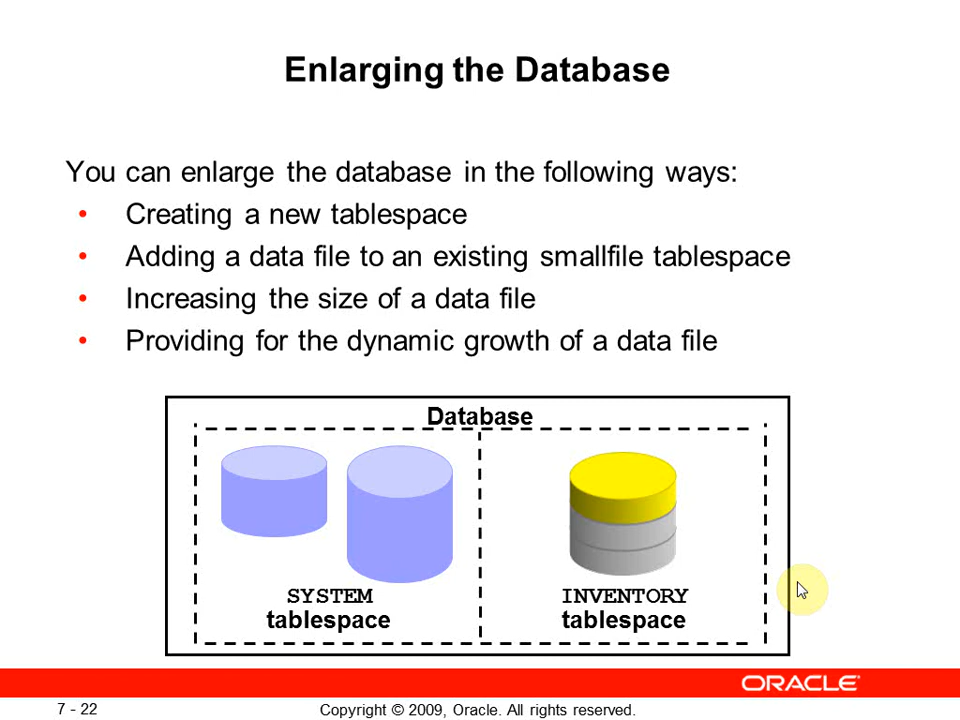 Enlarging the Database
You can enlarge the database in the following ways:
• Creating a new tablespace
• Adding a data file to an existing smallfile tablespace
• Increasing the size of a data file
• Providing for the dynamic growth of a data file
Database
SYSTEM
tablespace
INVENTORY
tablespace
ORACLE
7 - 22
Copyright © 2009, Oracle. All rights reserved.